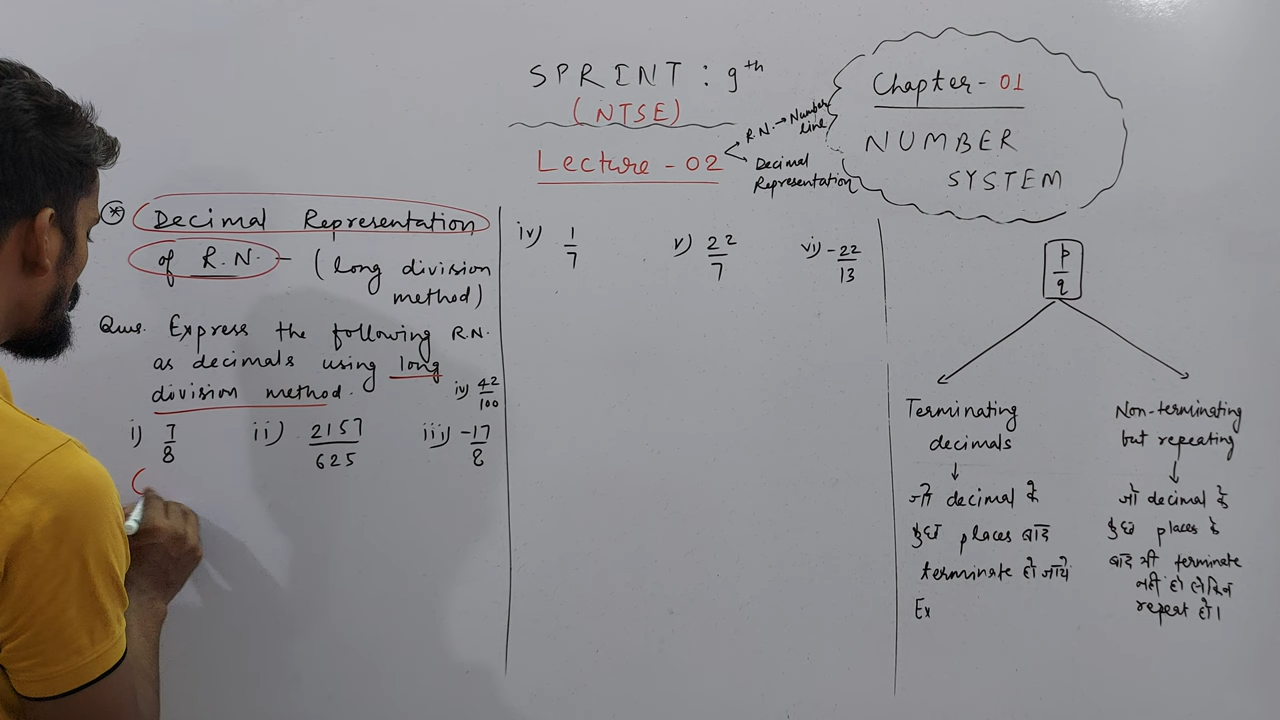 SPRINT : 9th
(NTSE)
Lecture - 02
R.N. → Number line
Decimal Representation
Chapter - 01
NUMBER
SYSTEM
* Decimal Representation
of R.N. - (long division
method)
Ques. Express the following R.N.
as decimals using long
division method.
iv) 42/100
i) 7/8 ii) 2157/625 iii) -17/8
iv) 1/7 v) 22/7 vi) -22/13
p/q
Terminating
decimals
↓
जो decimal के
कुछ places बाद
terminate हो जाये
Ex
Non-terminating
but repeating
↓
जो decimal के
कुछ places के
बाद भी terminate
नहीं हो लेकिन
repeat हो।